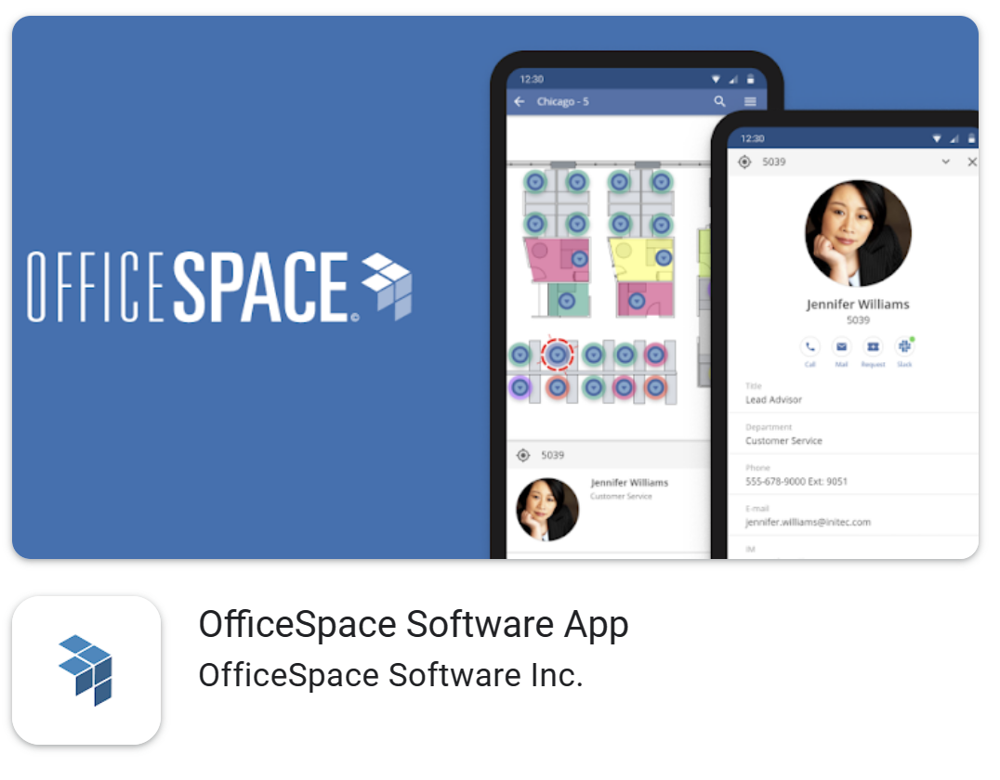 OFFICESPACE©
12:30
Chicago - 5
5039
Jennifer Williams
Customer Service
12:30
5039
Jennifer Williams
5039
Call Mail Request Slack
Title
Lead Advisor
Department
Customer Service
Phone
555-678-9000 Ext: 9051
E-mail
jennifer.williams@initec.com
IM
OfficeSpace Software App
OfficeSpace Software Inc.